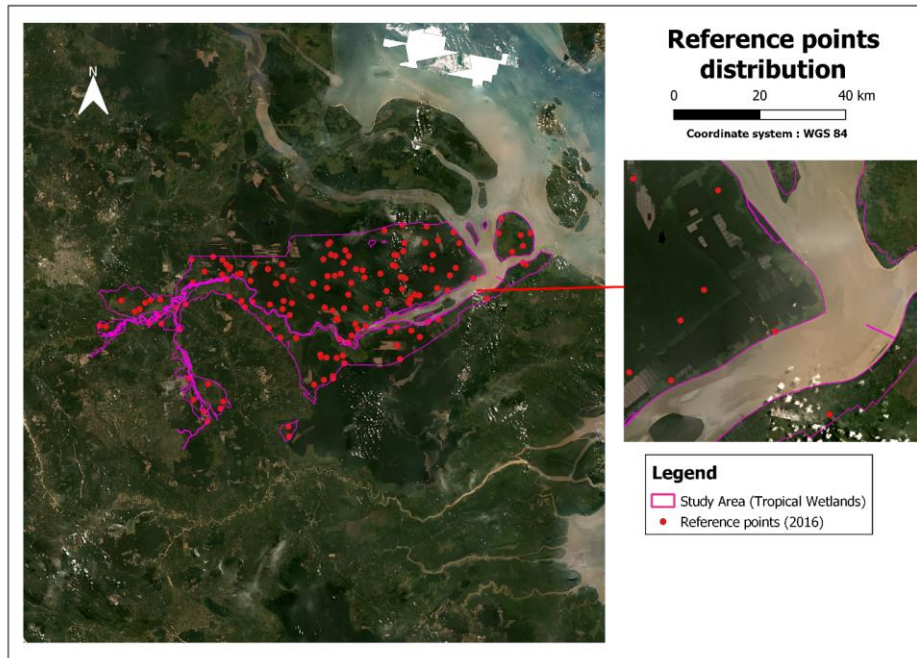 N
Reference points
distribution
0 20 40 km
Coordinate system : WGS 84
Legend
Study Area (Tropical Wetlands)
Reference points (2016)